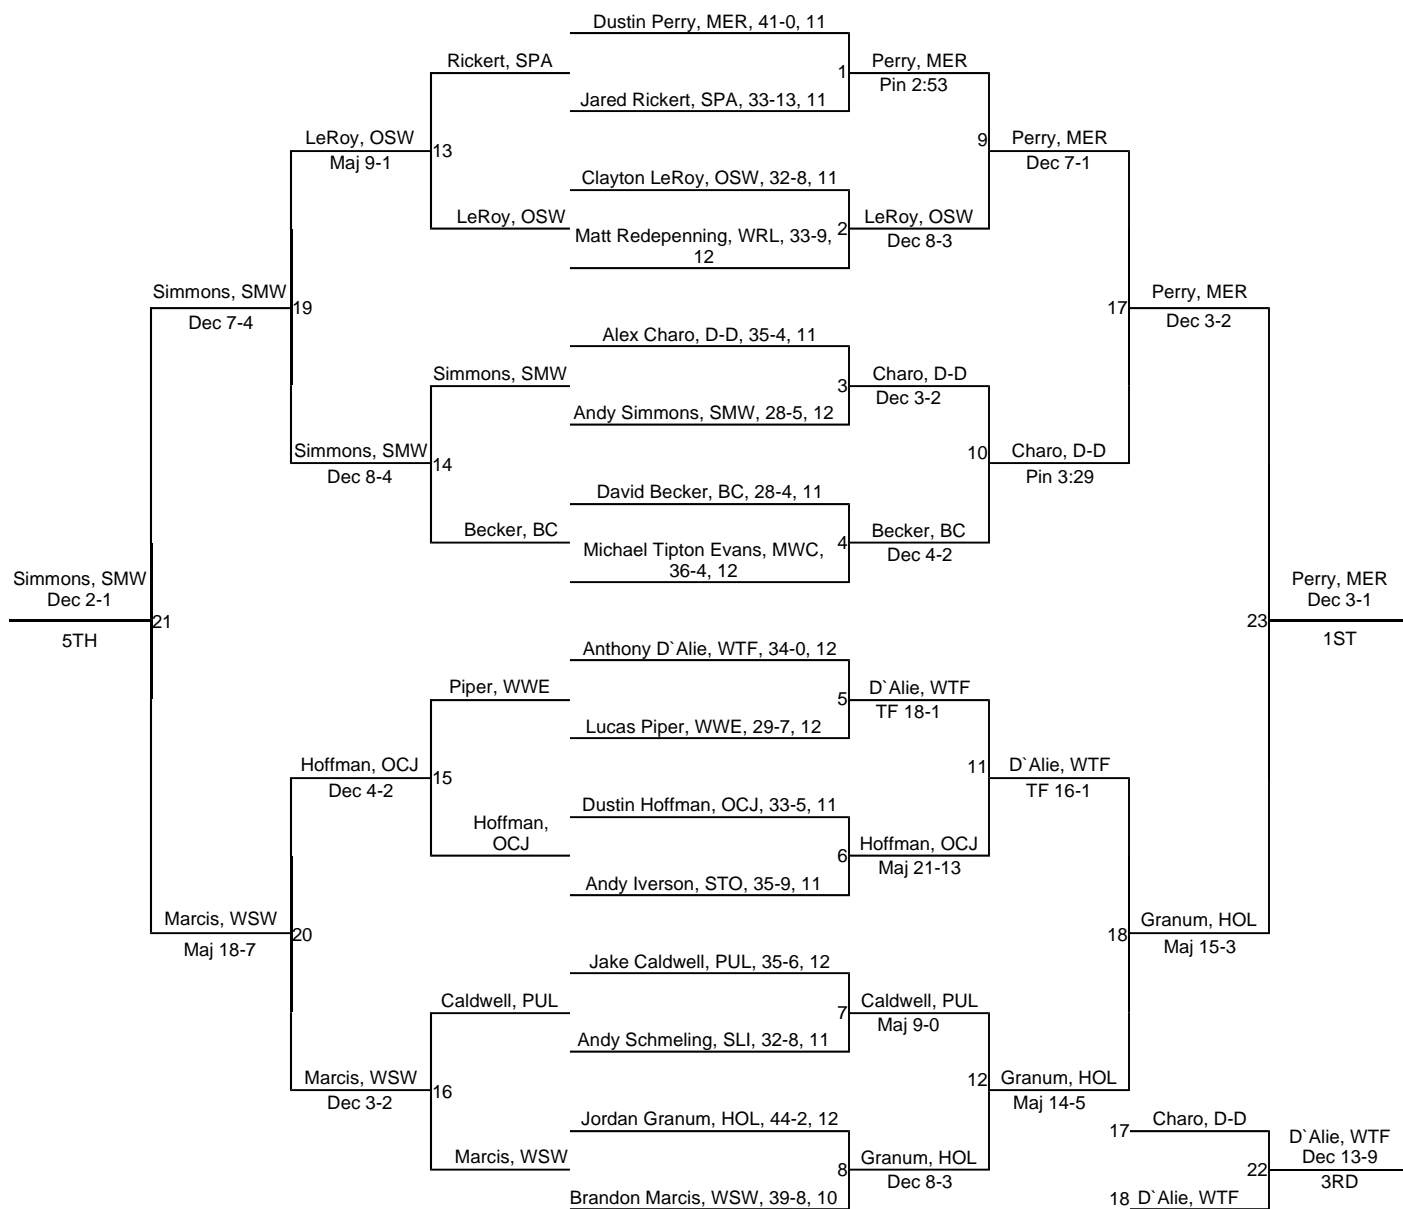 Dustin Perry, MER, 41-0, 11
Rickert, SPA
1
Perry, MER
Pin 2:53
Jared Rickert, SPA, 33-13, 11
LeRoy, OSW
Maj 9-1
13
9
Perry, MER
Dec 7-1
Clayton LeRoy, OSW, 32-8, 11
LeRoy, OSW
Matt Redepenning, WRL, 33-9,
12
2
LeRoy, OSW
Dec 8-3
Simmons, SMW
Dec 7-4
19
17
Perry, MER
Dec 3-2
Alex Charo, D-D, 35-4, 11
Simmons, SMW
3
Charo, D-D
Dec 3-2
Andy Simmons, SMW, 28-5, 12
Simmons, SMW
Dec 8-4
14
10
Charo, D-D
Pin 3:29
David Becker, BC, 28-4, 11
Becker, BC
Michael Tipton Evans, MWC,
36-4, 12
4
Becker, BC
Dec 4-2
Simmons, SMW
Dec 2-1
5TH
21
23
Perry, MER
Dec 3-1
1ST
Anthony D`Alie, WTF, 34-0, 12
Piper, WWE
5
D`Alie, WTF
TF 18-1
Lucas Piper, WWE, 29-7, 12
Hoffman, OCJ
Dec 4-2
15
11
D`Alie, WTF
TF 16-1
Dustin Hoffman, OCJ, 33-5, 11
Hoffman,
OCJ
6
Hoffman, OCJ
Maj 21-13
Andy Iverson, STO, 35-9, 11
Marcis, WSW
Maj 18-7
20
18
Granum, HOL
Maj 15-3
Jake Caldwell, PUL, 35-6, 12
Caldwell, PUL
7
Caldwell, PUL
Maj 9-0
Andy Schmeling, SLI, 32-8, 11
Marcis, WSW
Dec 3-2
16
12
Granum, HOL
Maj 14-5
Jordan Granum, HOL, 44-2, 12
Marcis, WSW
8
Granum, HOL
Dec 8-3
Brandon Marcis, WSW, 39-8, 10
17
Charo, D-D
22
D`Alie, WTF
Dec 13-9
3RD
18
D`Alie, WTF